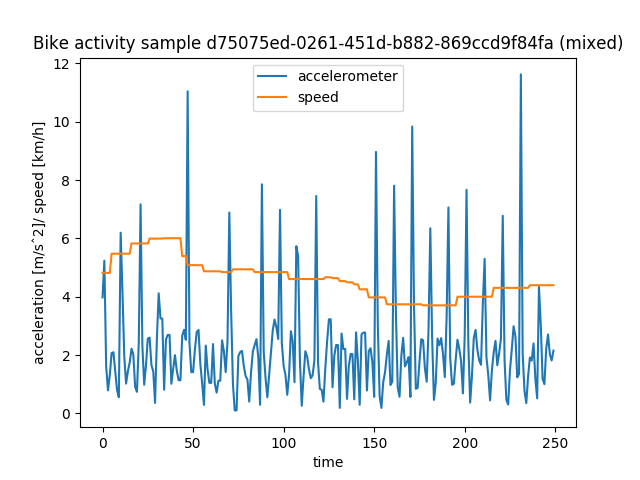 Bike activity sample d75075ed-0261-451d-b882-869ccd9f84fa (mixed)
accelerometer
speed
acceleration [m/s^2]/ speed [km/h]
12
10
8
6
4
2
0
0 50 100 150 200 250
time